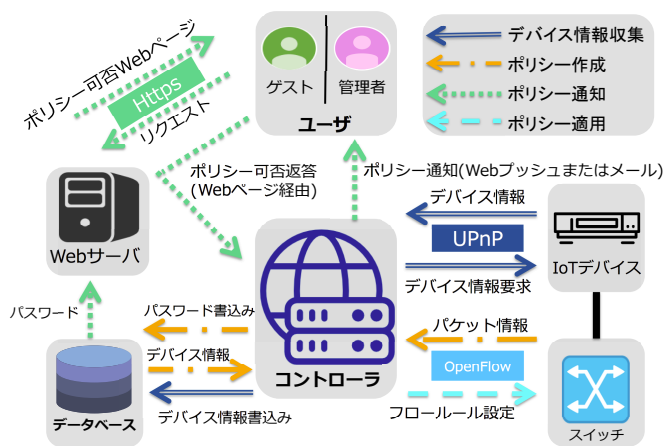 ポリシー可否Webページ
Https
リクエスト
ゲスト
管理者
ユーザ
デバイス情報収集
ポリシー作成
ポリシー通知
ポリシー適用
ポリシー可否返答
(Webページ経由)
ポリシー通知(Webプッシュまたはメール)
Webサーバ
デバイス情報
UPnP
デバイス情報要求
IoTデバイス
パスワード
パスワード書込み
デバイス情報
デバイス情報書込み
データベース
コントローラ
パケット情報
OpenFlow
フロールール設定
スイッチ